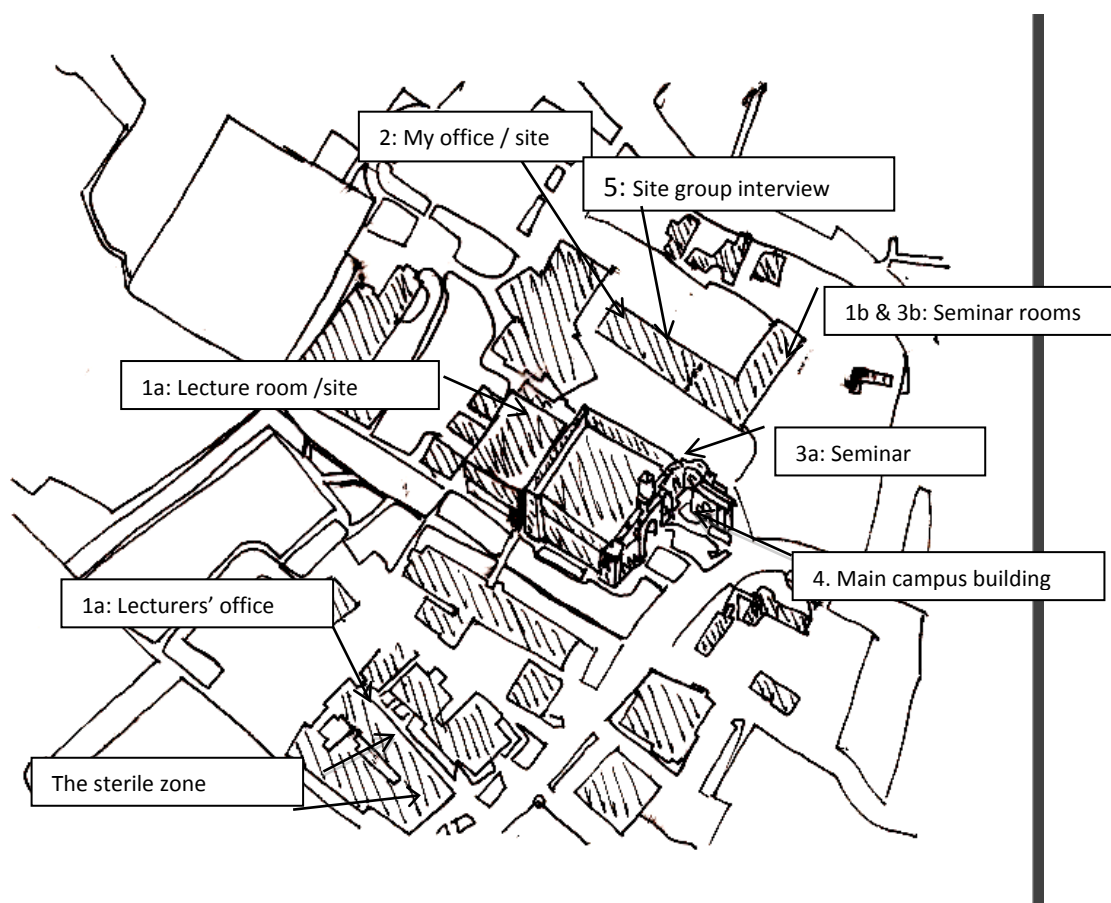 2: My office / site
5: Site group interview
1b & 3b: Seminar rooms
1a: Lecture room /site
3a: Seminar
4. Main campus building
1a: Lecturers’ office
The sterile zone